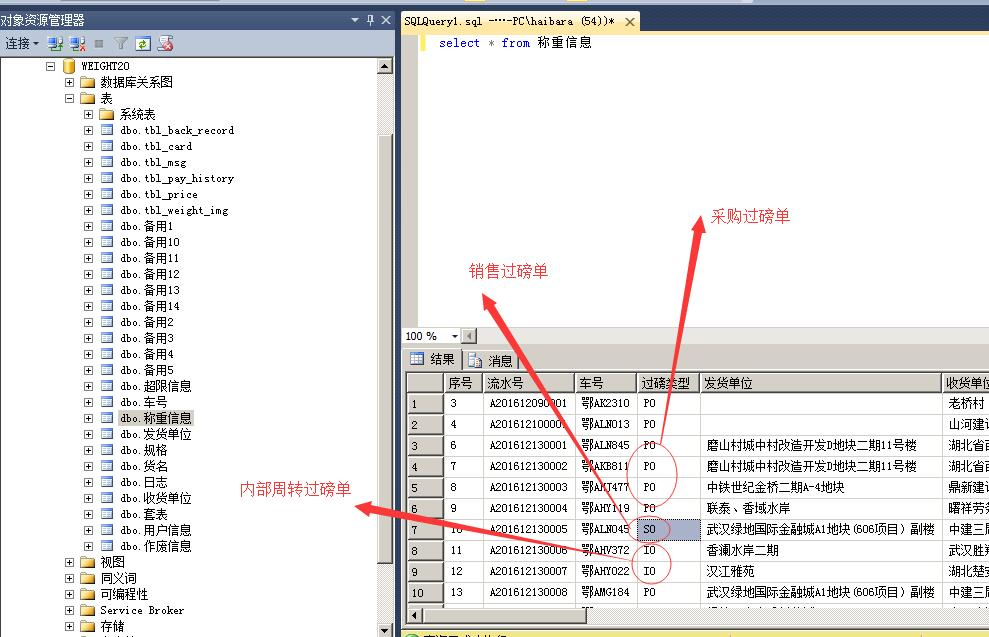 对象资源管理器
连接
WEIGHT20
数据库关系图
表
系统表
dbo.tbl_back_record
dbo.tbl_card
dbo.tbl_msg
dbo.tbl_pay_history
dbo.tbl_price
dbo.tbl_weight_img
dbo.备用1
dbo.备用10
dbo.备用11
dbo.备用12
dbo.备用13
dbo.备用14
dbo.备用2
dbo.备用3
dbo.备用4
dbo.备用5
dbo.超限信息
dbo.车号
dbo.称重信息
dbo.发货单位
dbo.规格
dbo.货名
dbo.日志
dbo.收货单位
dbo.套表
dbo.用户信息
dbo.作废信息
视图
同义词
可编程性
Service Broker
存储
SQLQuery1.sql -···-PC\haibara (54))*
select * from 称重信息
采购过磅单
销售过磅单
内部周转过磅单
100 %
结果 消息
序号 流水号 车号 过磅类型 发货单位 收货单位
1 3 A201612090001 鄂AK2310 PO 老桥村
2 4 A201612100001 鄂ALN013 PO 山河建设
3 6 A201612130001 鄂ALN845 PO 磨山村城中村改造开发D地块二期11号楼 湖北省
4 7 A201612130002 鄂AKB811 PO 磨山村城中村改造开发D地块二期11号楼 湖北省
5 8 A201612130003 PO 中铁世纪金桥二期A-4地块 鼎新建
6 9 A201612130004 鄂AHY119 PO 联泰、香域水岸 曙祥劳务
7 10 A201612130005 鄂ALN045 SO 武汉绿地国际金融城A1地块(606项目)副楼 中建三
8 11 A201612130006 鄂AHV372 IO 香澜水岸二期 武汉胜
9 12 A201612130007 鄂AHY022 IO 汉江雅苑 湖北楚
10 13 A201612130008 鄂AMG184 PO 武汉绿地国际金融城A1地块(606项目)副楼 中建三